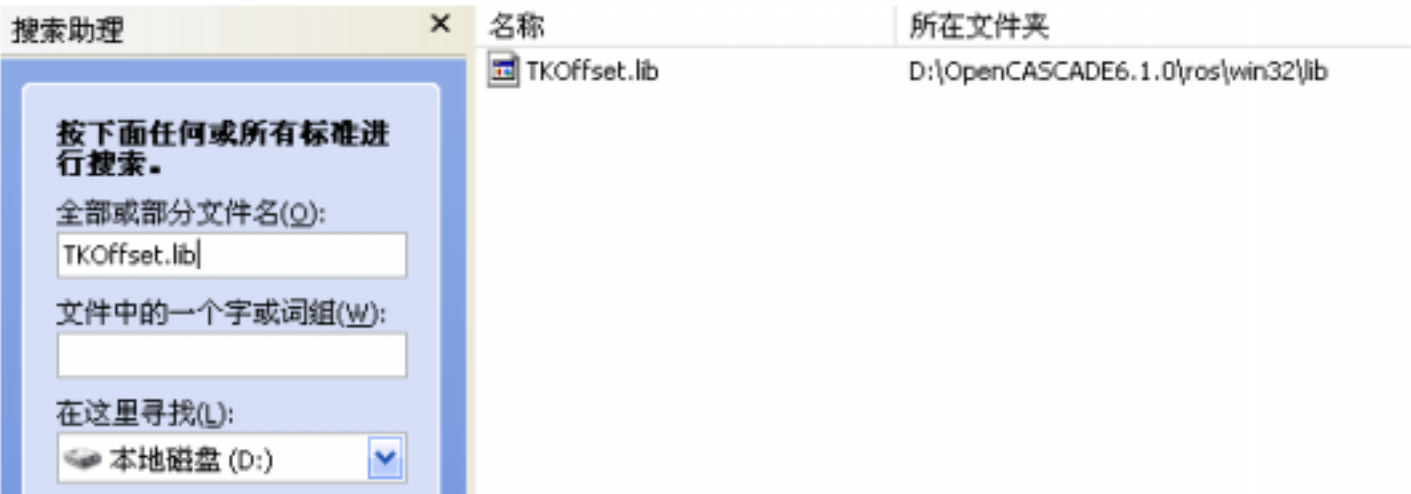 搜索助理
按下面任何或所有标准进
行搜索。
全部或部分文件名(O):
TKOffset.lib
文件中的一个字或词组(W):
在这里寻找(L):
本地磁盘 (D:)
名称 所在文件夹
TKOffset.lib D:\OpenCASCADE6.1.0\ros\win32\lib